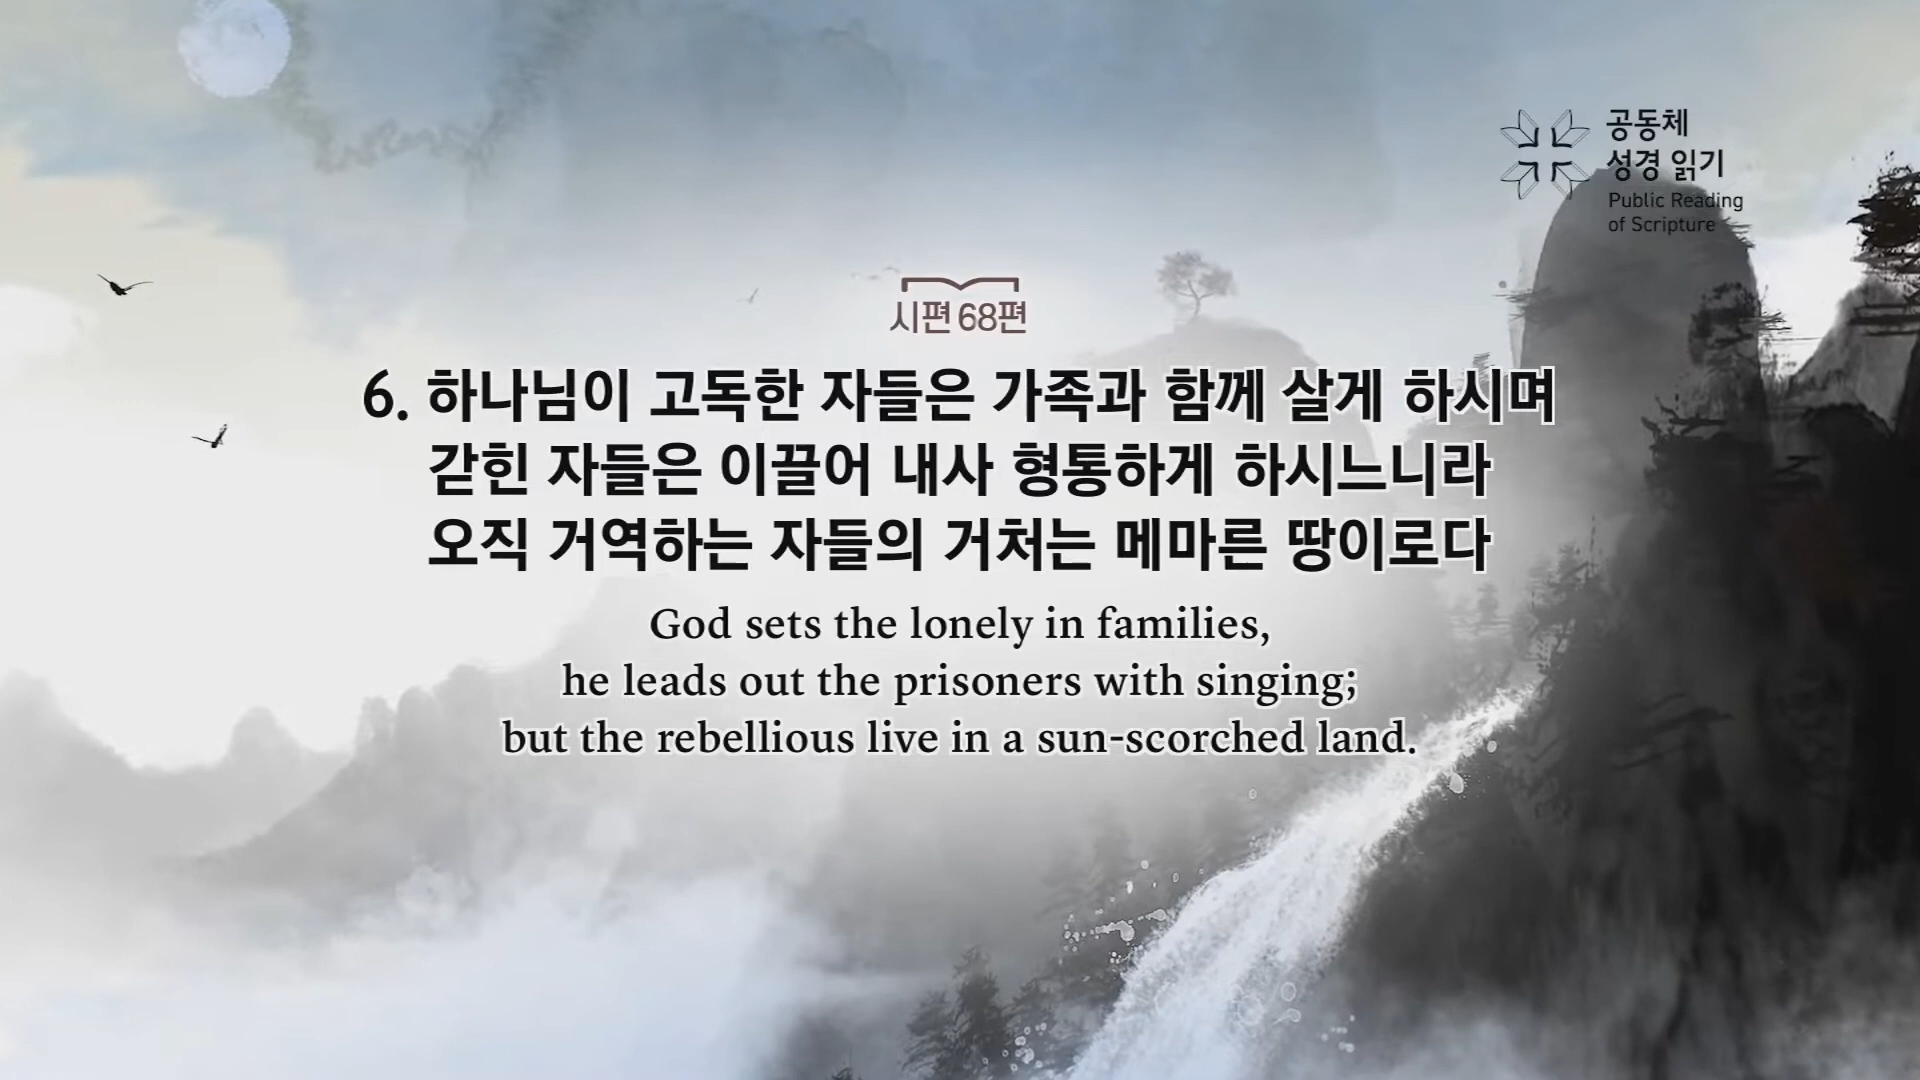 공동체
성경 읽기
Public Reading
of Scripture
시편 68편
6. 하나님이 고독한 자들은 가족과 함께 살게 하시며
갇힌 자들은 이끌어 내사 형통하게 하시느니라
오직 거역하는 자들의 거처는 메마른 땅이로다
God sets the lonely in families,
he leads out the prisoners with singing;
but the rebellious live in a sun-scorched land.